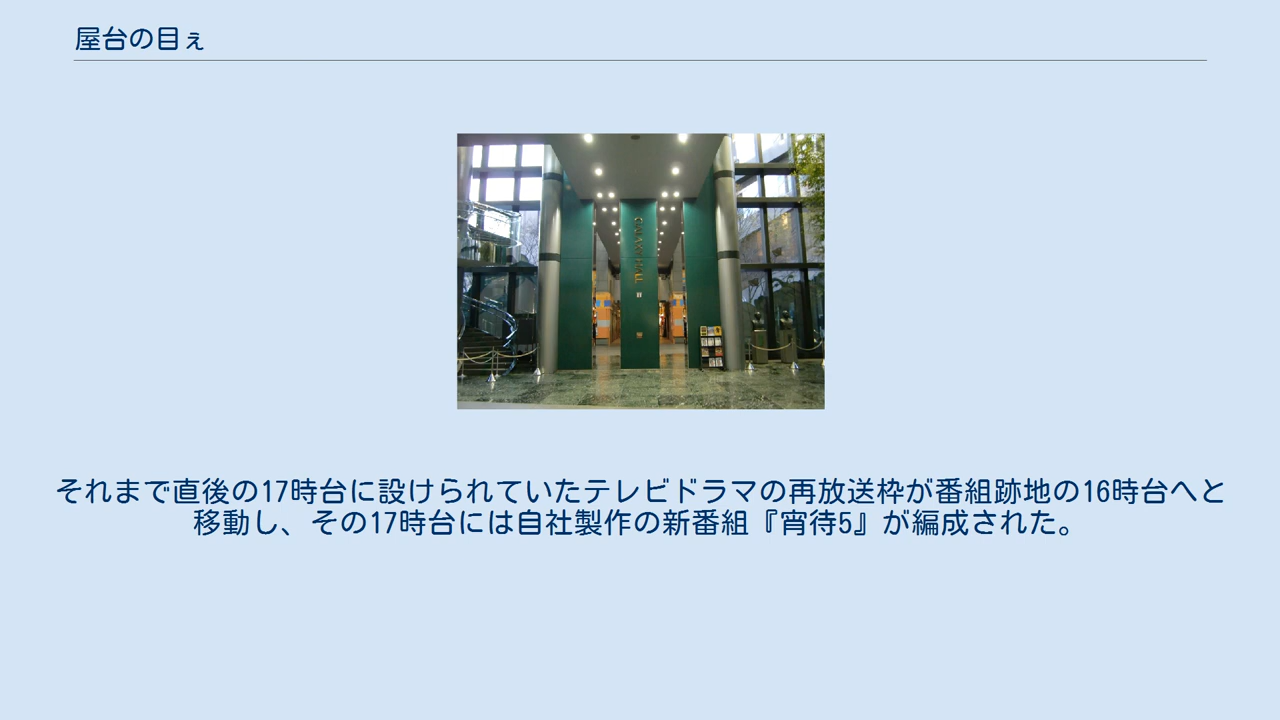 屋台の目ぇ
GALAXY HALL
それまで直後の17時台に設けられていたテレビドラマの再放送枠が番組跡地の16時台へと
移動し、その17時台には自社製作の新番組『宵待5』が編成された。